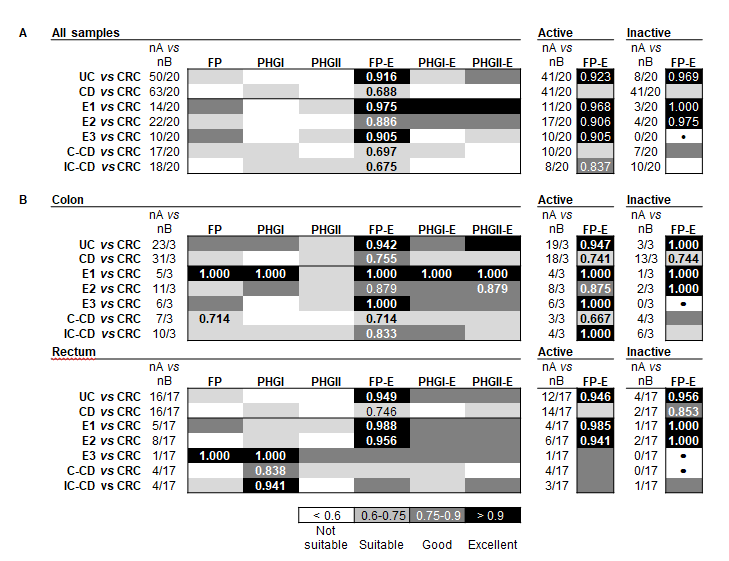 A All samples Active Inactive
nA vs nA vs nA vs
nB FP PHGI PHGII FP-E PHGI-E PHGII-E nB FP-E nB FP-E
UC vs CRC 50/20 0.916 41/20 0.923 8/20 0.969
CD vs CRC 63/20 0.688 41/20 41/20
E1 vs CRC 14/20 0.975 11/20 0.968 3/20 1.000
E2 vs CRC 22/20 0.886 17/20 0.906 4/20 0.975
E3 vs CRC 10/20 0.905 10/20 0.905 0/20 •
C-CD vs CRC 17/20 0.697 10/20 7/20
IC-CD vs CRC 18/20 0.675 8/20 0.837 10/20
B Colon Active Inactive
nA vs nA vs nA vs
nB FP PHGI PHGII FP-E PHGI-E PHGII-E nB FP-E nB FP-E
UC vs CRC 23/3 0.942 19/3 0.947 3/3 1.000
CD vs CRC 31/3 0.755 18/3 0.741 13/3 0.744
E1 vs CRC 5/3 1.000 1.000 1.000 1.000 1.000 4/3 1.000 1/3 1.000
E2 vs CRC 11/3 0.879 0.879 8/3 0.875 2/3 1.000
E3 vs CRC 6/3 1.000 6/3 1.000 0/3 •
C-CD vs CRC 7/3 0.714 0.714 3/3 0.667 4/3
IC-CD vs CRC 10/3 0.833 4/3 1.000 6/3
Rectum Active Inactive
nA vs nA vs nA vs
nB FP PHGI PHGII FP-E PHGI-E PHGII-E nB FP-E nB FP-E
UC vs CRC 16/17 0.949 12/17 0.946 4/17 0.956
CD vs CRC 16/17 0.746 14/17 2/17 0.853
E1 vs CRC 5/17 0.988 4/17 0.985 1/17 1.000
E2 vs CRC 8/17 0.956 6/17 0.941 2/17 1.000
E3 vs CRC 1/17 1.000 1.000 1/17 0/17 •
C-CD vs CRC 4/17 0.838 4/17 0/17 •
IC-CD vs CRC 4/17 0.941 3/17 1/17
< 0.6 0.6-0.75 0.75-0.9 > 0.9
Not
suitable Suitable Good Excellent